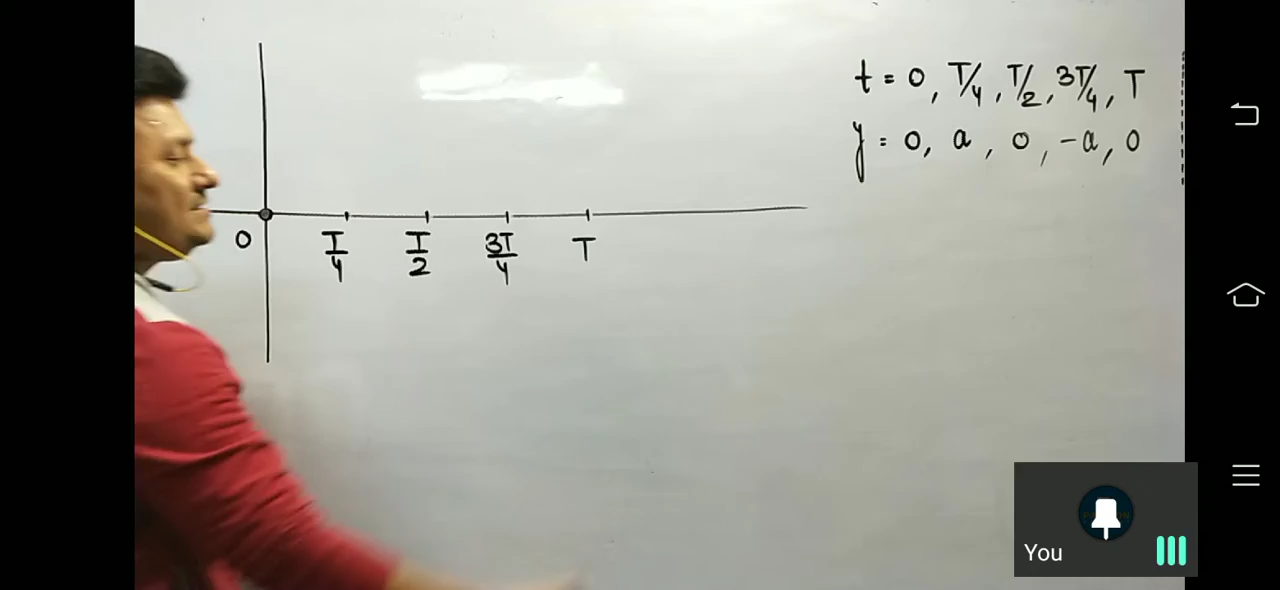 t = 0, T/4, T/2, 3T/4, T
y = 0, a, 0, -a, 0
0 T/4 T/2 3T/4 T
You